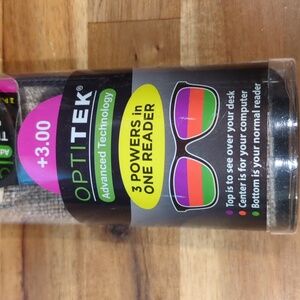 +3.00
OPTITEK®
Advanced Technology
3 POWERS in
ONE READER
Top is to see over your desk
Center is for your computer
Bottom is your normal reader